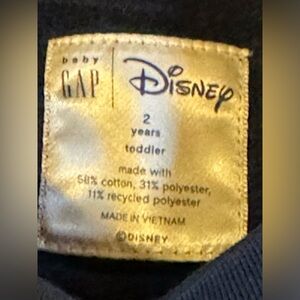 baby
GAP
Disney
2
years
toddler
made with
58% cotton, 31% polyester,
11% recycled polyester
MADE IN VIETNAM
©DISNEY